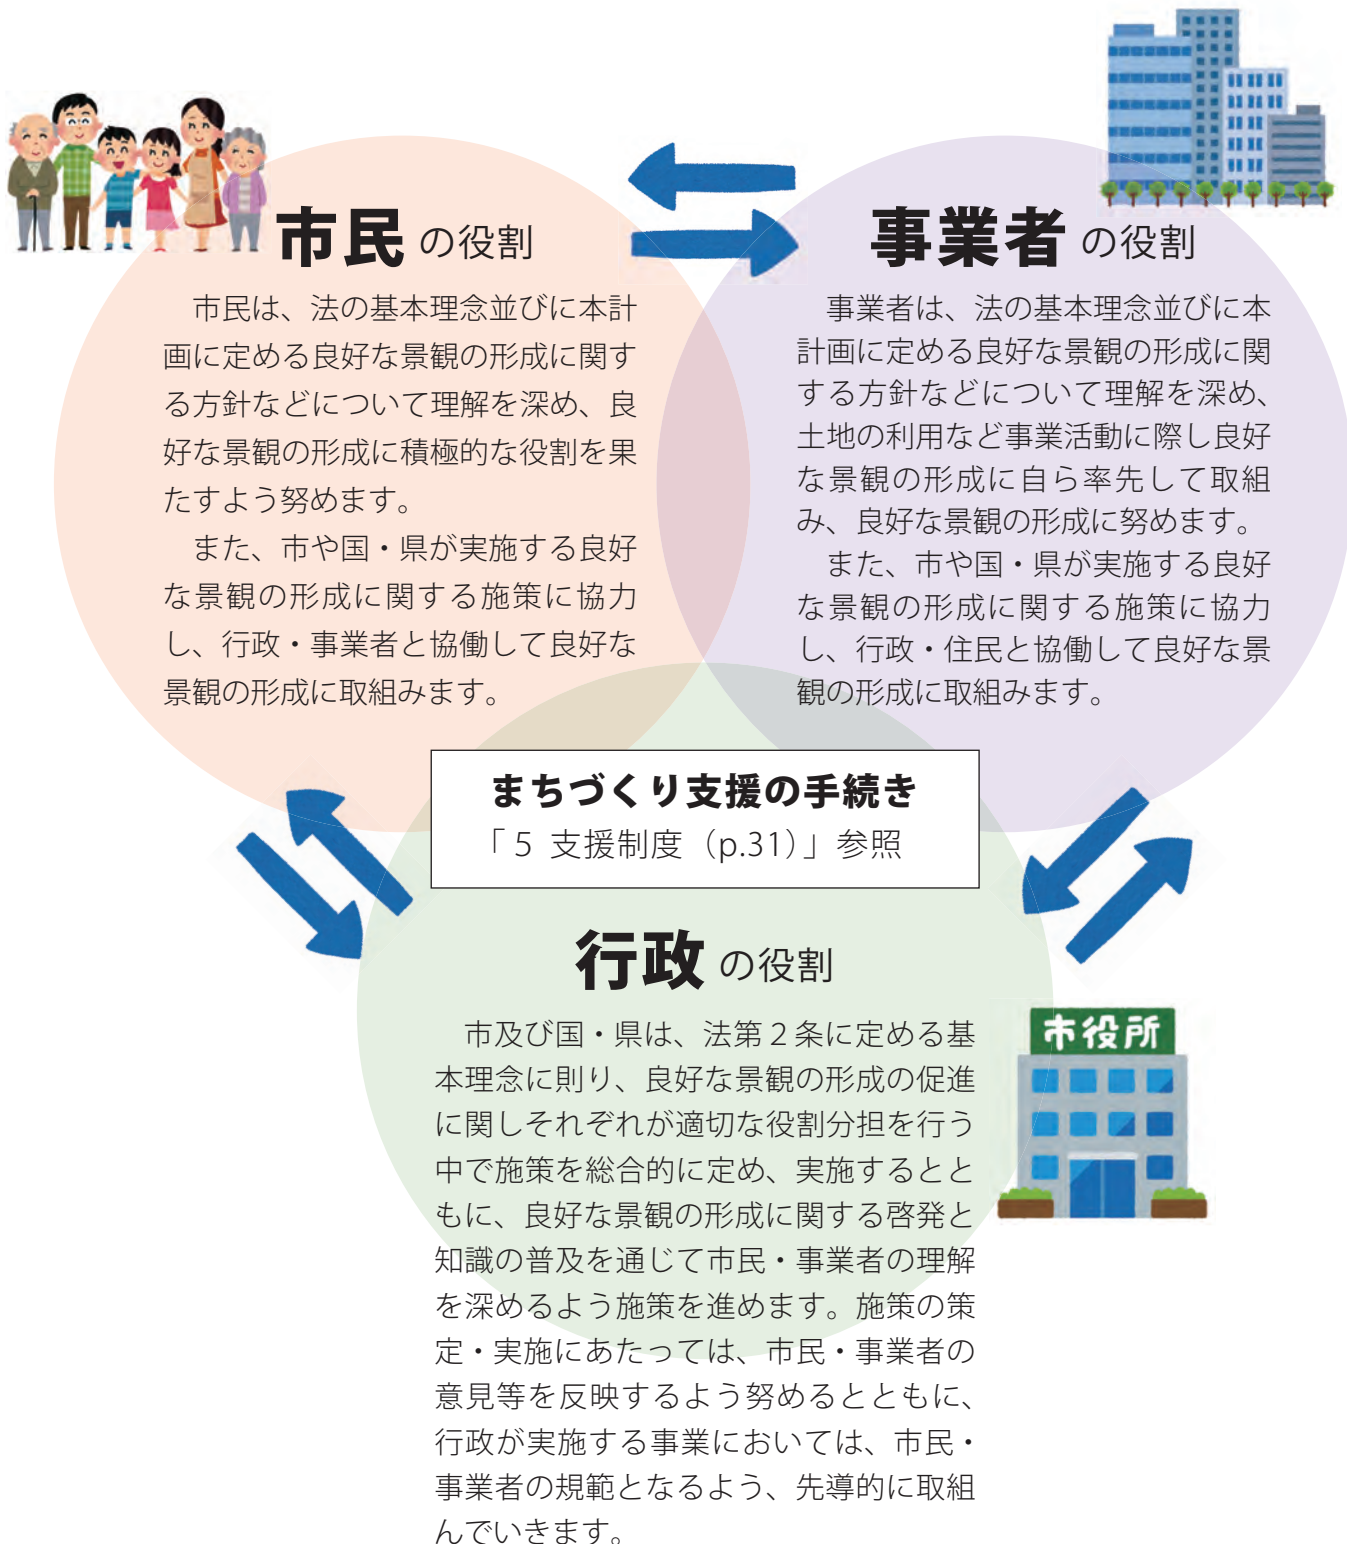 市民 の役割
市民は、法の基本理念並びに本計
画に定める良好な景観の形成に関す
る方針などについて理解を深め、良
好な景観の形成に積極的な役割を果
たすよう努めます。
また、市や国・県が実施する良好
な景観の形成に関する施策に協力
し、行政・事業者と協働して良好な
景観の形成に取組みます。
事業者 の役割
事業者は、法の基本理念並びに本
計画に定める良好な景観の形成に関
する方針などについて理解を深め、
土地の利用など事業活動に際し良好
な景観の形成に自ら率先して取組
み、良好な景観の形成に努めます。
また、市や国・県が実施する良好
な景観の形成に関する施策に協力
し、行政・住民と協働して良好な景
観の形成に取組みます。
まちづくり支援の手続き
「５ 支援制度（p.31）」参照
行政 の役割
市及び国・県は、法第２条に定める基
本理念に則り、良好な景観の形成の促進
に関しそれぞれが適切な役割分担を行う
中で施策を総合的に定め、実施するとと
もに、良好な景観の形成に関する啓発と
知識の普及を通じて市民・事業者の理解
を深めるよう施策を進めます。施策の策
定・実施にあたっては、市民・事業者の
意見等を反映するよう努めるとともに、
行政が実施する事業においては、市民・
事業者の規範となるよう、先導的に取組
んでいきます。
市役所